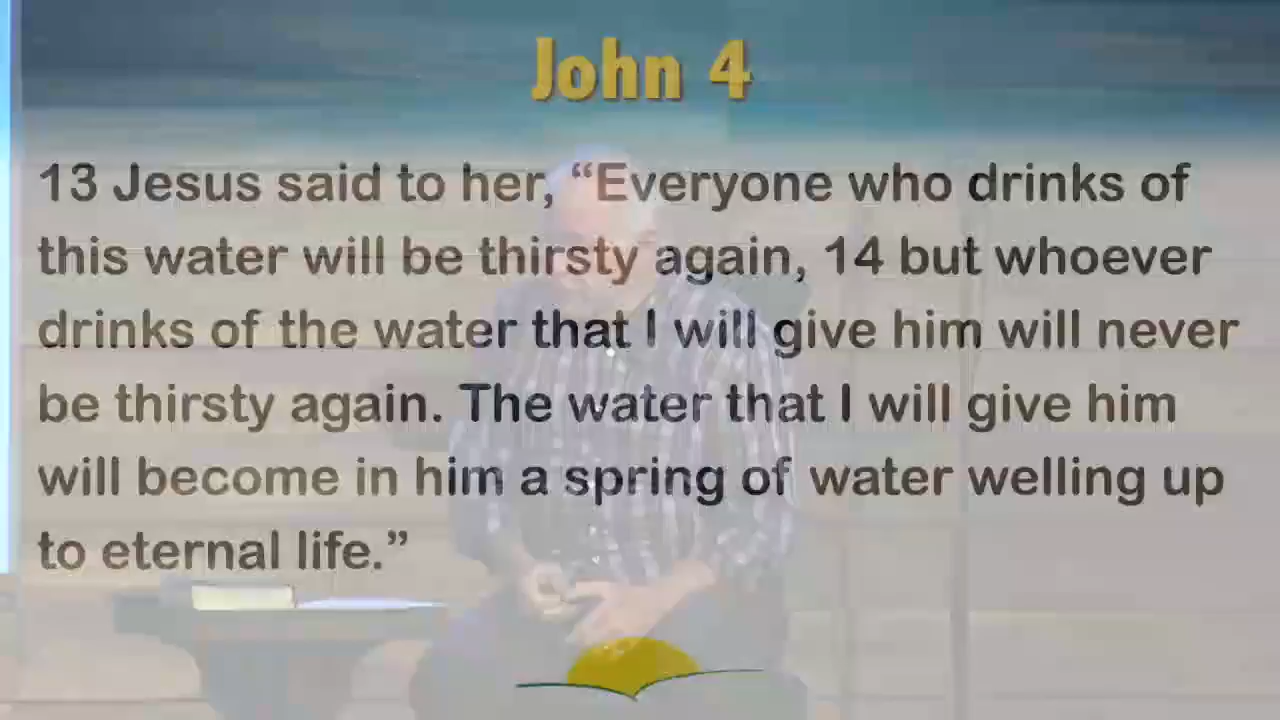 John 4
13 Jesus said to her, “Everyone who drinks of
this water will be thirsty again, 14 but whoever
drinks of the water that I will give him will never
be thirsty again. The water that I will give him
will become in him a spring of water welling up
to eternal life.”